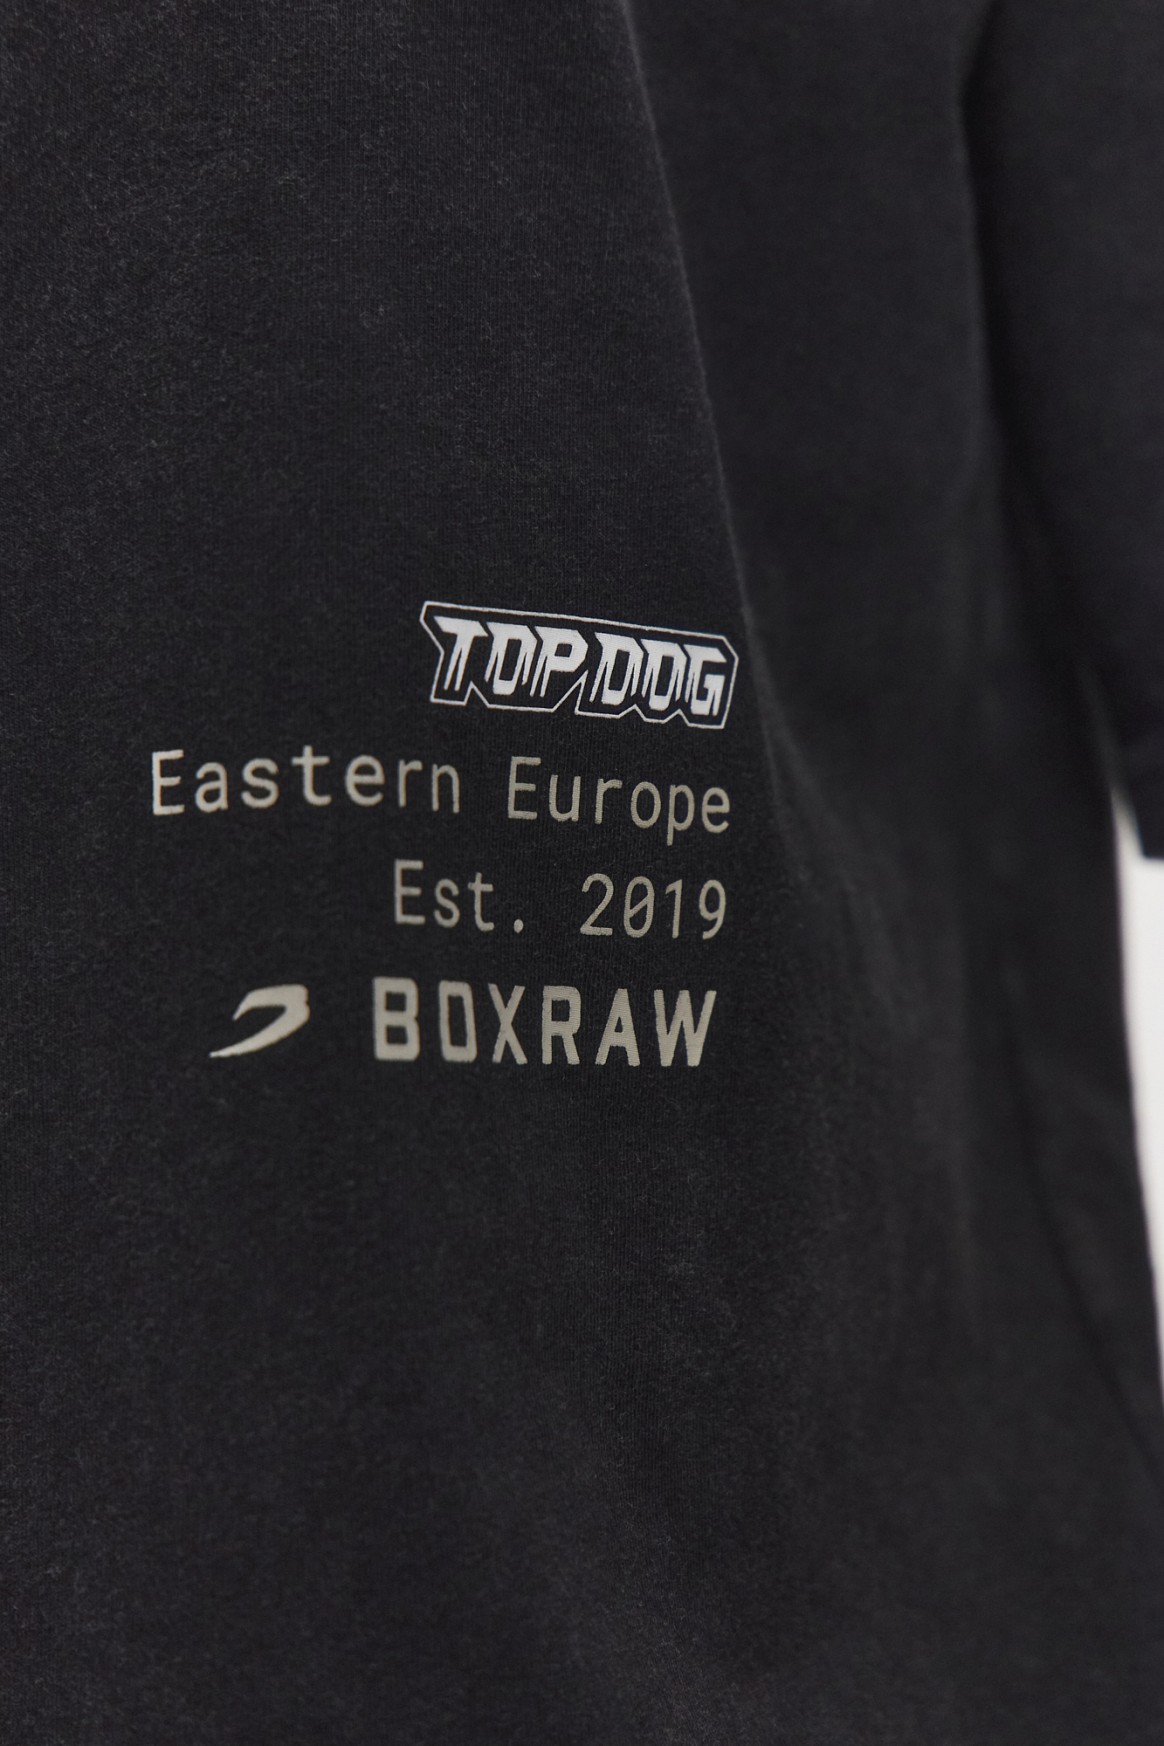 TOP DOG
Eastern Europe
Est. 2019
BOXRAW